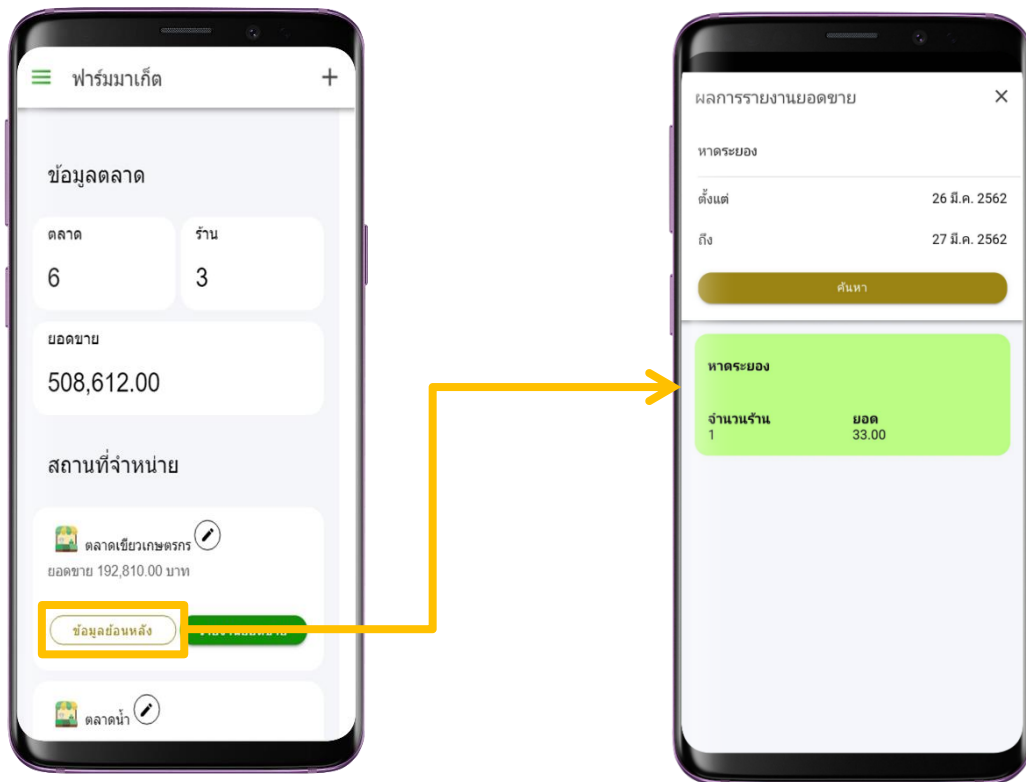 ฟาร์มมาเก็ต
ข้อมูลตลาด
ตลาด
ร้าน
6
3
ยอดขาย
508,612.00
สถานที่จำหน่าย
ตลาดเขียวเกษตรกร
ยอดขาย 192,810.00 บาท
ข้อมูลย้อนหลัง
ตลาดน้ำ
ผลการรายงานยอดขาย
หาดระยอง
ตั้งแต่ 26 มี.ค. 2562
ถึง 27 มี.ค. 2562
ค้นหา
หาดระยอง
จำนวนร้าน ยอด
1 33.00